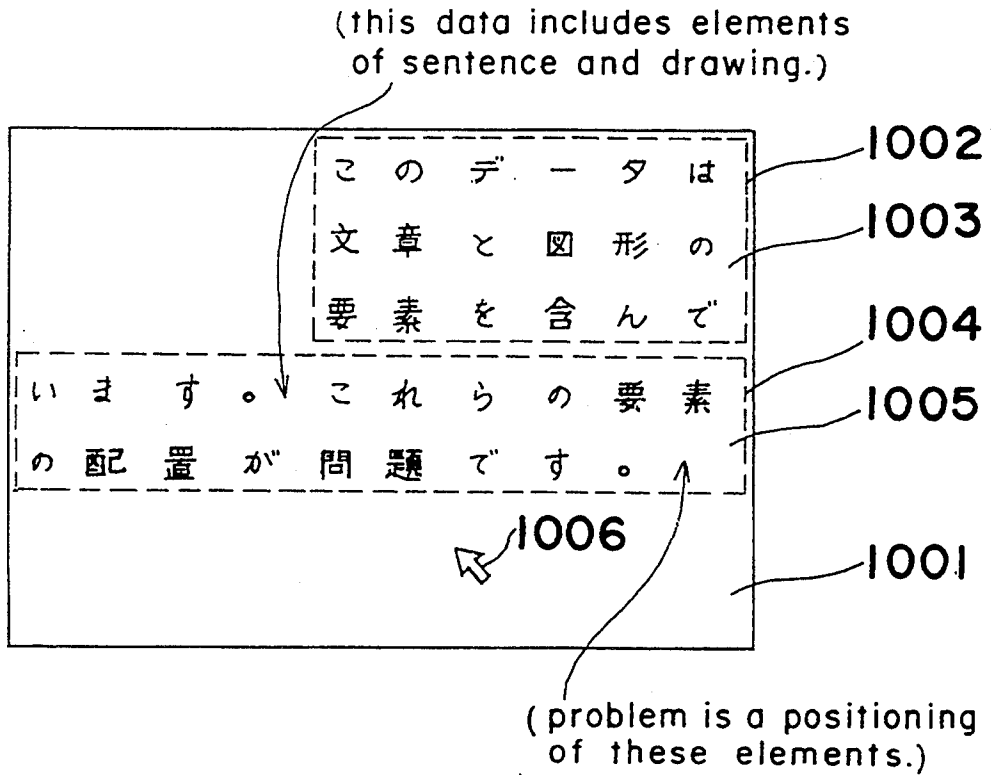 (this data includes elements
of sentence and drawing.)
このデータは
文章と図形の
要素を含んで
います。これらの要素
の配置が問題です。
1002
1003
1004
1005
1006
1001
(problem is a positioning
of these elements.)